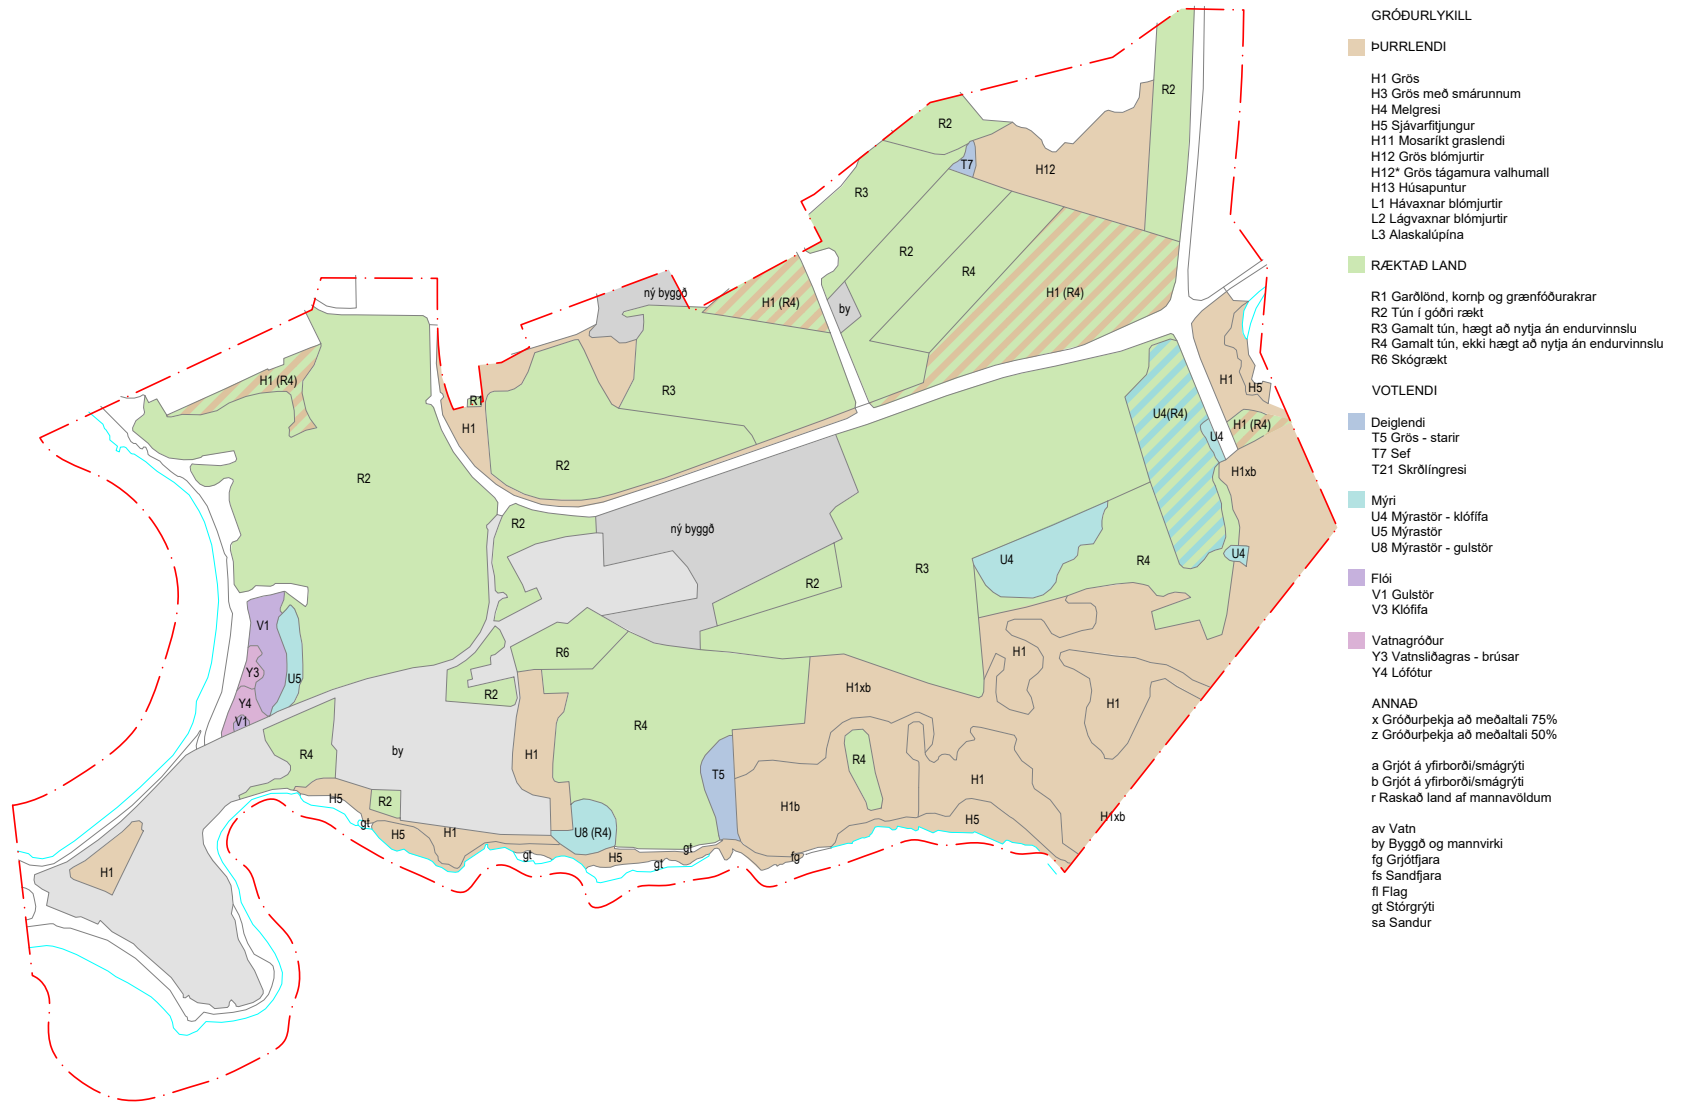 GRÓÐURLYKILL
ÞURRLENDI
H1 Grös
H3 Grös með smárunnum
H4 Melgresi
H5 Sjávarfitjungur
H11 Mosaríkt graslendi
H12 Grös blómjurtir
H12* Grös tágamura valhumall
H13 Húsapuntur
L1 Hávaxnar blómjurtir
L2 Lágvaxnar blómjurtir
L3 Alaskalúpína
RÆKTAÐ LAND
R1 Garðlönd, kornþ og grænfóðurakrar
R2 Tún í góðri rækt
R3 Gamalt tún, hægt að nytja án endurvinnslu
R4 Gamalt tún, ekki hægt að nytja án endurvinnslu
R6 Skógrækt
VOTLENDI
Deiglendi
T5 Grös - starir
T7 Sef
T21 Skrðlíngresi
Mýri
U4 Mýrastör - klófífa
U5 Mýrastör
U8 Mýrastör - gulstör
Flói
V1 Gulstör
V3 Klófifa
Vatnagróður
Y3 Vatnsliðagras - brúsar
Y4 Lófótur
ANNAÐ
x Gróðurþekja að meðaltali 75%
z Gróðurþekja að meðaltali 50%
a Grjót á yfirborði/smágrýti
b Grjót á yfirborði/smágrýti
r Raskað land af mannavöldum
av Vatn
by Byggð og mannvirki
fg Grjótfjara
fs Sandfjara
fl Flag
gt Stórgrýti
sa Sandur
R2
R2
T7
H12
R3
R2
R4
H1 (R4)
ný byggð
H1 (R4)
by
H1 (R4)
R3
R1
H1
H1
H5
U4(R4)
H1 (R4)
U4
R2
R2
H1xb
R2
ný byggð
U4
U4
R4
R3
R2
V1
R6
H1
Y3
U5
H1xb
R2
Y4
H1
V1
R4
R4
by
H1
T5
R4
H1
H5
R2
H1b
H1xb
gt
H5
H1
U8 (R4)
H5
gt
gt
H5
gt
fg
H1